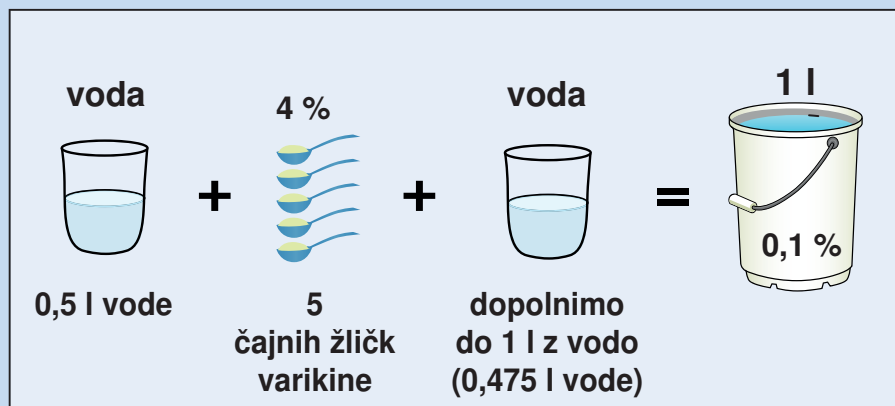 voda
0,5 l vode
+
4 %
5
čajnih žličk
varikine
+
voda
dopolnimo
do 1 l z vodo
(0,475 l vode)
=
1 l
0,1 %